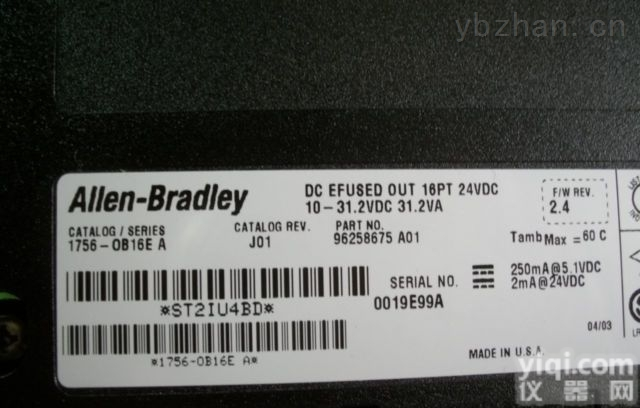 ybzhan.cn
Allen-Bradley
DC EFUSED OUT 16PT 24VDC
10-31.2VDC 31.2VA
F/W REV.
2.4
CATALOG / SERIES
1756-OB16E A
CATALOG REV.
J01
PART NO.
96258675 A01
Tamb Max = 60 C
SERIAL NO.
0019E99A
250mA@5.1VDC
2mA@24VDC
*ST2IU4BD*
04/03
*1756-OB16E A*
MADE IN U.S.A.
yiqi.com
仪器网